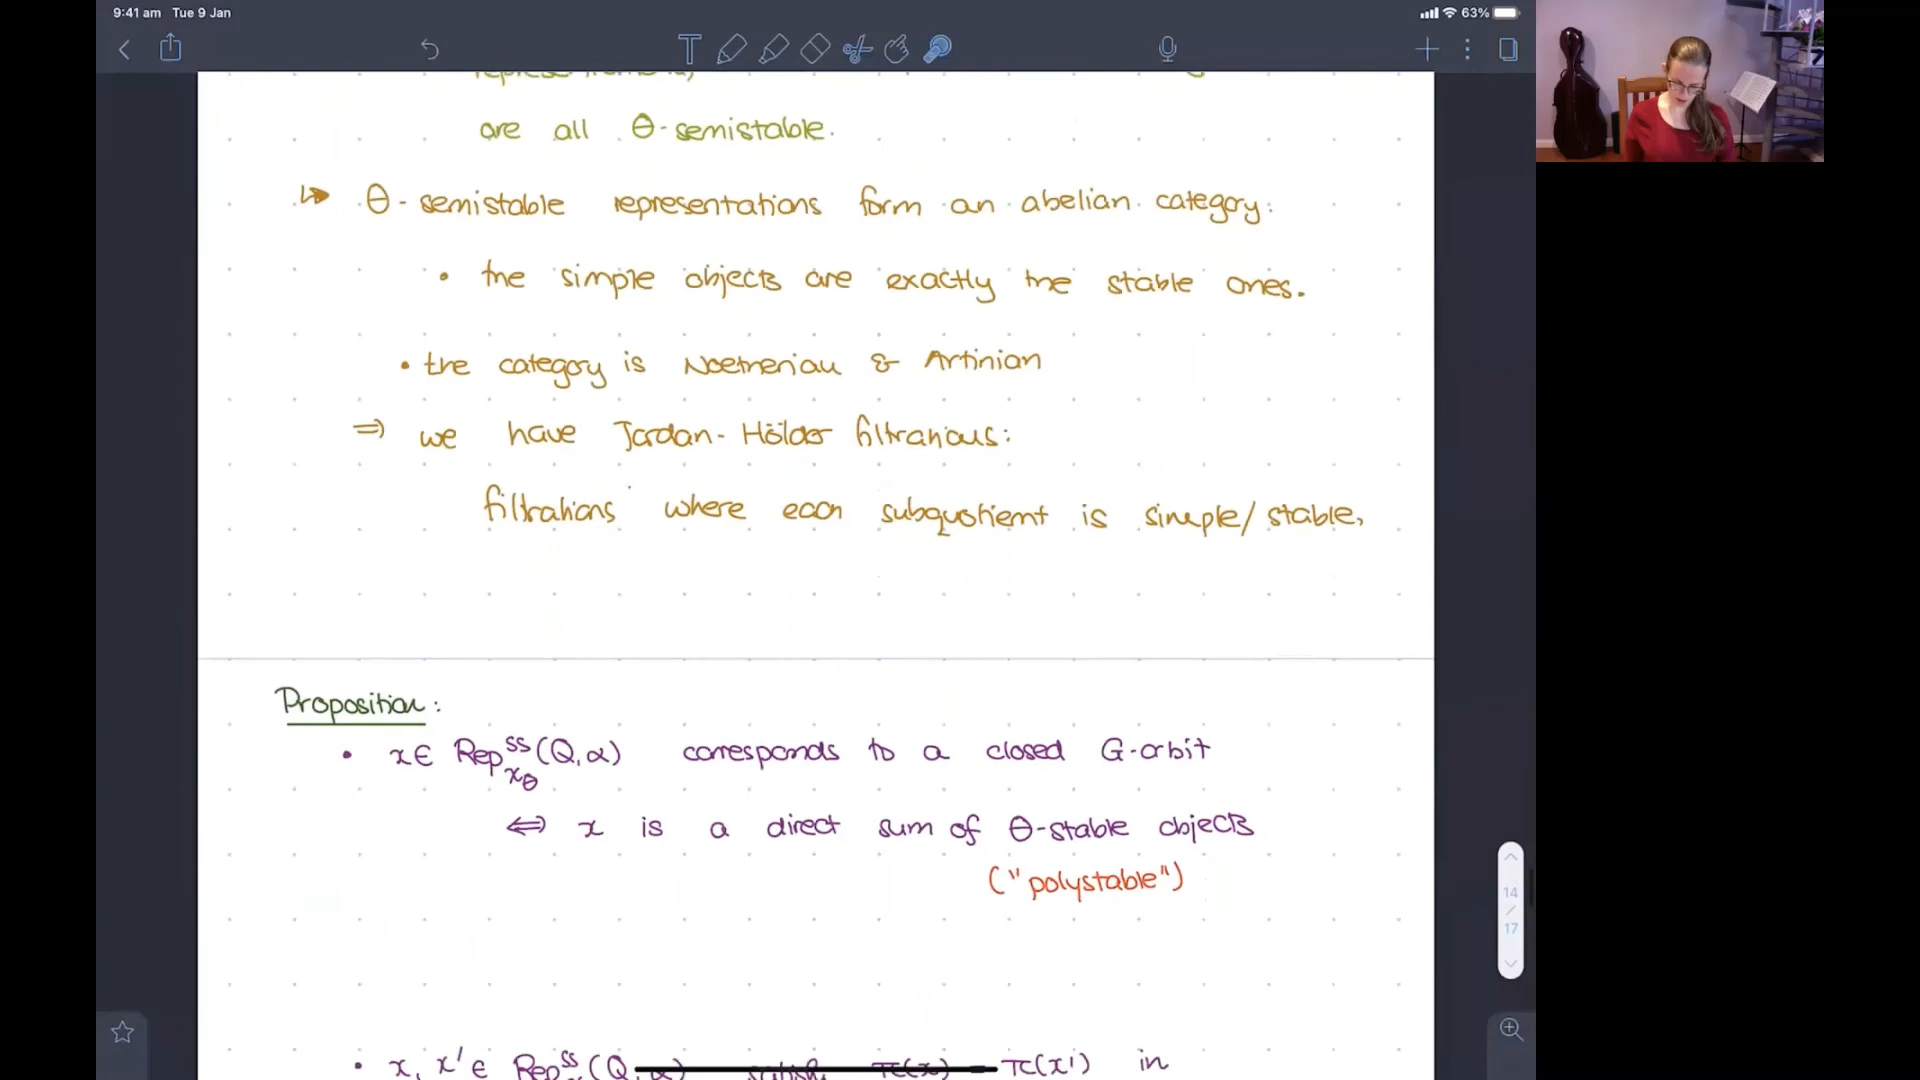 9:41 am Tue 9 Jan
63%
are all θ-semistable.
↳ θ-semistable representations form an abelian category:
• the simple objects are exactly the stable ones.
• the category is Noetherian & Artinian
⇒ we have Jordan-Hölder filtrations:
filtrations where each subquotient is simple/stable,
Proposition:
• x∈ Rep^ss_χθ(Q,α) corresponds to a closed G-orbit
⇔ x is a direct sum of θ-stable objects
("polystable")
14
/
17
• x, x' ∈ Rep^ss(Q,α) satisfy π(x) π(x') in